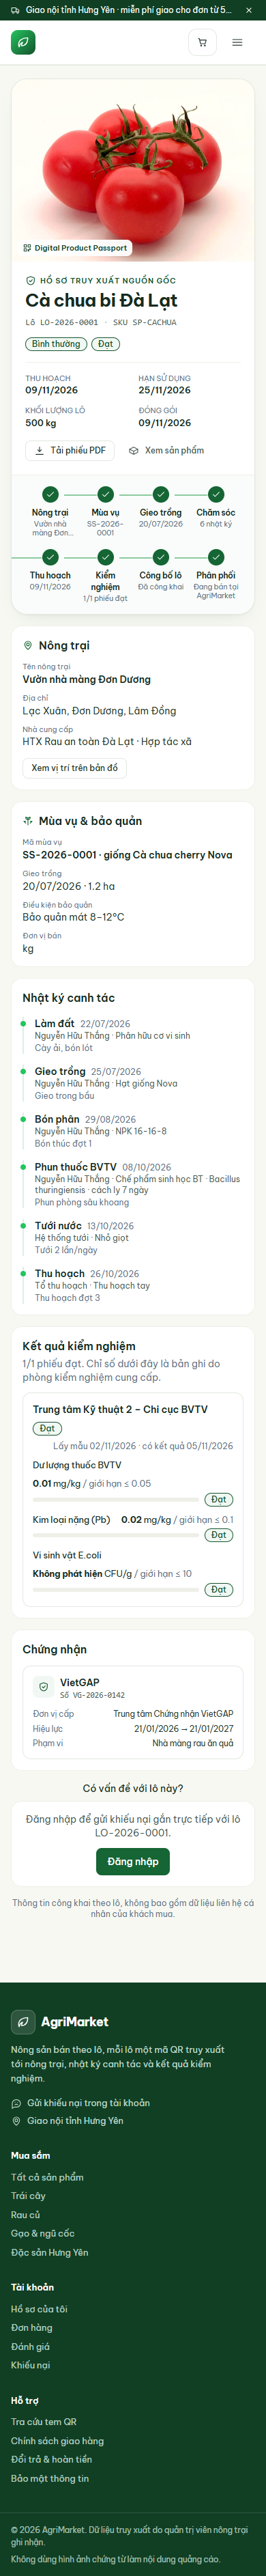 Giao nội tỉnh Hưng Yên · miễn phí giao cho đơn từ 5...
Digital Product Passport
HỒ SƠ TRUY XUẤT NGUỒN GỐC
Cà chua bi Đà Lạt
Lô LO-2026-0001 · SKU SP-CACHUA
Bình thường Đạt
THU HOẠCH HẠN SỬ DỤNG
09/11/2026 25/11/2026
KHỐI LƯỢNG LÔ ĐÓNG GÓI
500 kg 09/11/2026
Tải phiếu PDF Xem sản phẩm
Nông trại Mùa vụ Gieo trồng Chăm sóc
Vườn nhà màng Đơn... SS-2026-0001 20/07/2026 6 nhật ký
Thu hoạch Kiểm nghiệm Công bố lô Phân phối
09/11/2026 1/1 phiếu đạt Đã công khai Đang bán tại AgriMarket
Nông trại
Tên nông trại
Vườn nhà màng Đơn Dương
Địa chỉ
Lạc Xuân, Đơn Dương, Lâm Đồng
Nhà cung cấp
HTX Rau an toàn Đà Lạt · Hợp tác xã
Xem vị trí trên bản đồ
Mùa vụ & bảo quản
Mã mùa vụ
SS-2026-0001 · giống Cà chua cherry Nova
Gieo trồng
20/07/2026 · 1.2 ha
Điều kiện bảo quản
Bảo quản mát 8–12°C
Đơn vị bán
kg
Nhật ký canh tác
Làm đất 22/07/2026
Nguyễn Hữu Thắng · Phân hữu cơ vi sinh
Cày ải, bón lót
Gieo trồng 25/07/2026
Nguyễn Hữu Thắng · Hạt giống Nova
Gieo trong bầu
Bón phân 29/08/2026
Nguyễn Hữu Thắng · NPK 16-16-8
Bón thúc đợt 1
Phun thuốc BVTV 08/10/2026
Nguyễn Hữu Thắng · Chế phẩm sinh học BT · Bacillus
thuringiensis · cách ly 7 ngày
Phun phòng sâu khoang
Tưới nước 13/10/2026
Hệ thống tưới · Nhỏ giọt
Tưới 2 lần/ngày
Thu hoạch 26/10/2026
Tổ thu hoạch · Thu hoạch tay
Thu hoạch đợt 3
Kết quả kiểm nghiệm
1/1 phiếu đạt. Chỉ số dưới đây là bản ghi do
phòng kiểm nghiệm cung cấp.
Trung tâm Kỹ thuật 2 – Chi cục BVTV
Đạt
Lấy mẫu 02/11/2026 · có kết quả 05/11/2026
Dư lượng thuốc BVTV
0.01 mg/kg / giới hạn ≤ 0.05
Đạt
Kim loại nặng (Pb) 0.02 mg/kg / giới hạn ≤ 0.1
Đạt
Vi sinh vật E.coli
Không phát hiện CFU/g / giới hạn ≤ 10
Đạt
Chứng nhận
VietGAP
Số VG-2026-0142
Đơn vị cấp Trung tâm Chứng nhận VietGAP
Hiệu lực 21/01/2026 → 21/01/2027
Phạm vi Nhà màng rau ăn quả
Có vấn đề với lô này?
Đăng nhập để gửi khiếu nại gắn trực tiếp với lô
LO-2026-0001.
Đăng nhập
Thông tin công khai theo lô, không bao gồm dữ liệu liên hệ cá
nhân của khách mua.
AgriMarket
Nông sản bán theo lô, mỗi lô một mã QR truy xuất
tới nông trại, nhật ký canh tác và kết quả kiểm
nghiệm.
Gửi khiếu nại trong tài khoản
Giao nội tỉnh Hưng Yên
Mua sắm
Tất cả sản phẩm
Trái cây
Rau củ
Gạo & ngũ cốc
Đặc sản Hưng Yên
Tài khoản
Hồ sơ của tôi
Đơn hàng
Đánh giá
Khiếu nại
Hỗ trợ
Tra cứu tem QR
Chính sách giao hàng
Đổi trả & hoàn tiền
Bảo mật thông tin
© 2026 AgriMarket. Dữ liệu truy xuất do quản trị viên nông trại
ghi nhận.
Không dùng hình ảnh chứng từ làm nội dung quảng cáo.